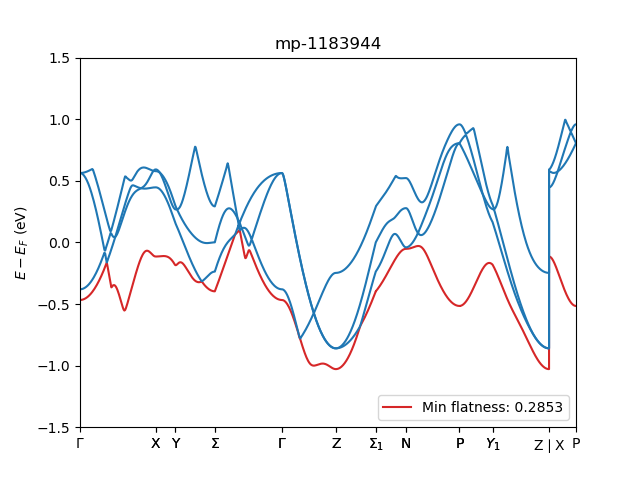 mp-1183944
E − E_F (eV)
1.5
1.0
0.5
0.0
−0.5
−1.0
−1.5
Min flatness: 0.2853
Γ X Y Σ Γ Z Σ₁ N P Y₁ Z | X P